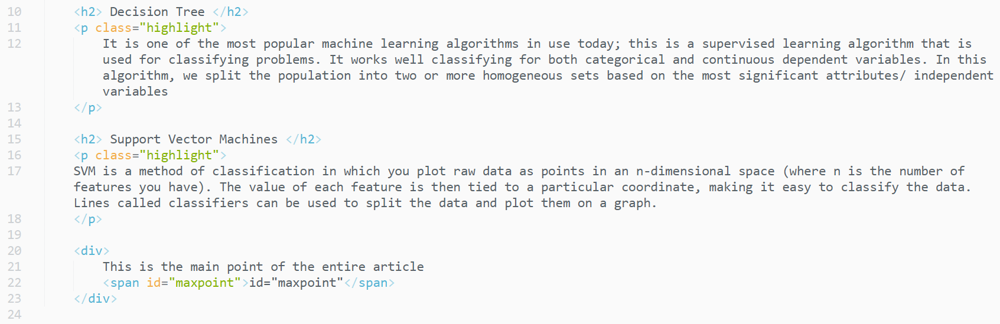 10 <h2> Decision Tree </h2>
11 <p class="highlight">
12 It is one of the most popular machine learning algorithms in use today; this is a supervised learning algorithm that is
used for classifying problems. It works well classifying for both categorical and continuous dependent variables. In this
algorithm, we split the population into two or more homogeneous sets based on the most significant attributes/ independent
variables
13 </p>
14
15 <h2> Support Vector Machines </h2>
16 <p class="highlight">
17 SVM is a method of classification in which you plot raw data as points in an n-dimensional space (where n is the number of
features you have). The value of each feature is then tied to a particular coordinate, making it easy to classify the data.
Lines called classifiers can be used to split the data and plot them on a graph.
18 </p>
19
20 <div>
21 This is the main point of the entire article
22 <span id="maxpoint">id="maxpoint"</span>
23 </div>
24